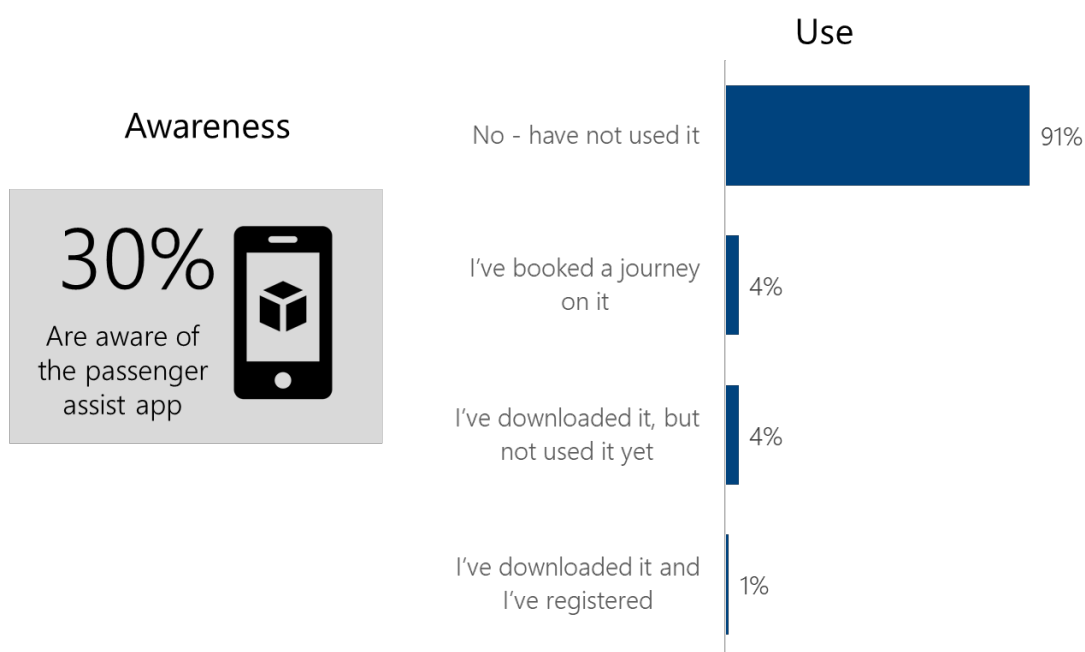 Awareness
30%
Are aware of
the passenger
assist app
Use
No - have not used it
91%
I've booked a journey
on it
4%
I've downloaded it, but
not used it yet
4%
I've downloaded it and
I've registered
1%